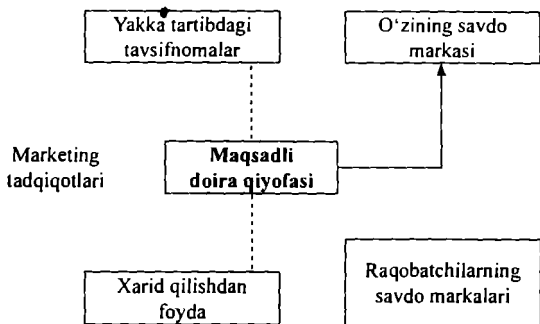 Yakka tartibdagi
tavsifnomalar
O‘zining savdo
markasi
Marketing
tadqiqotlari
Maqsadli
doira qiyofasi
Xarid qilishdan
foyda
Raqobatchilarning
savdo markalari